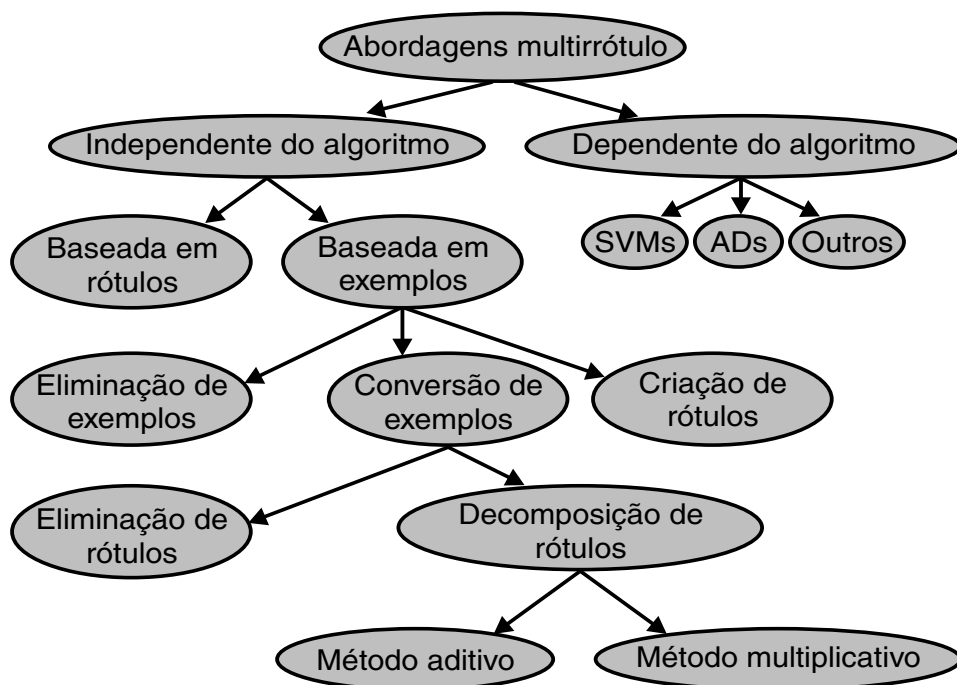 Abordagens multirrótulo
Independente do algoritmo
Dependente do algoritmo
Baseada em
rótulos
Baseada em
exemplos
SVMs
ADs
Outros
Eliminação de
exemplos
Conversão de
exemplos
Criação de
rótulos
Eliminação de
rótulos
Decomposição de
rótulos
Método aditivo
Método multiplicativo